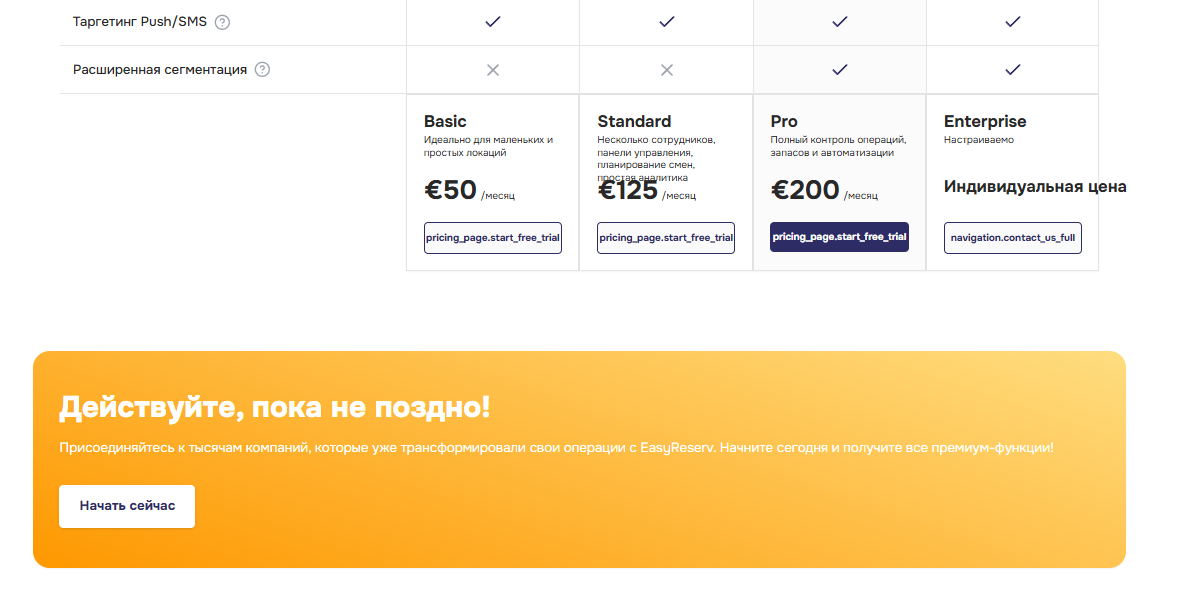 Таргетинг Push/SMS ?
Расширенная сегментация ?
Basic
Идеально для маленьких и
простых локаций
€50 /месяц
pricing_page.start_free_trial
Standard
Несколько сотрудников,
панели управления,
планирование смен,
простая аналитика
€125 /месяц
pricing_page.start_free_trial
Pro
Полный контроль операций,
запасов и автоматизации
€200 /месяц
pricing_page.start_free_trial
Enterprise
Настраиваемо
Индивидуальная цена
navigation.contact_us_full
Действуйте, пока не поздно!
Присоединяйтесь к тысячам компаний, которые уже трансформировали свои операции с EasyReserv. Начните сегодня и получите все премиум-функции!
Начать сейчас